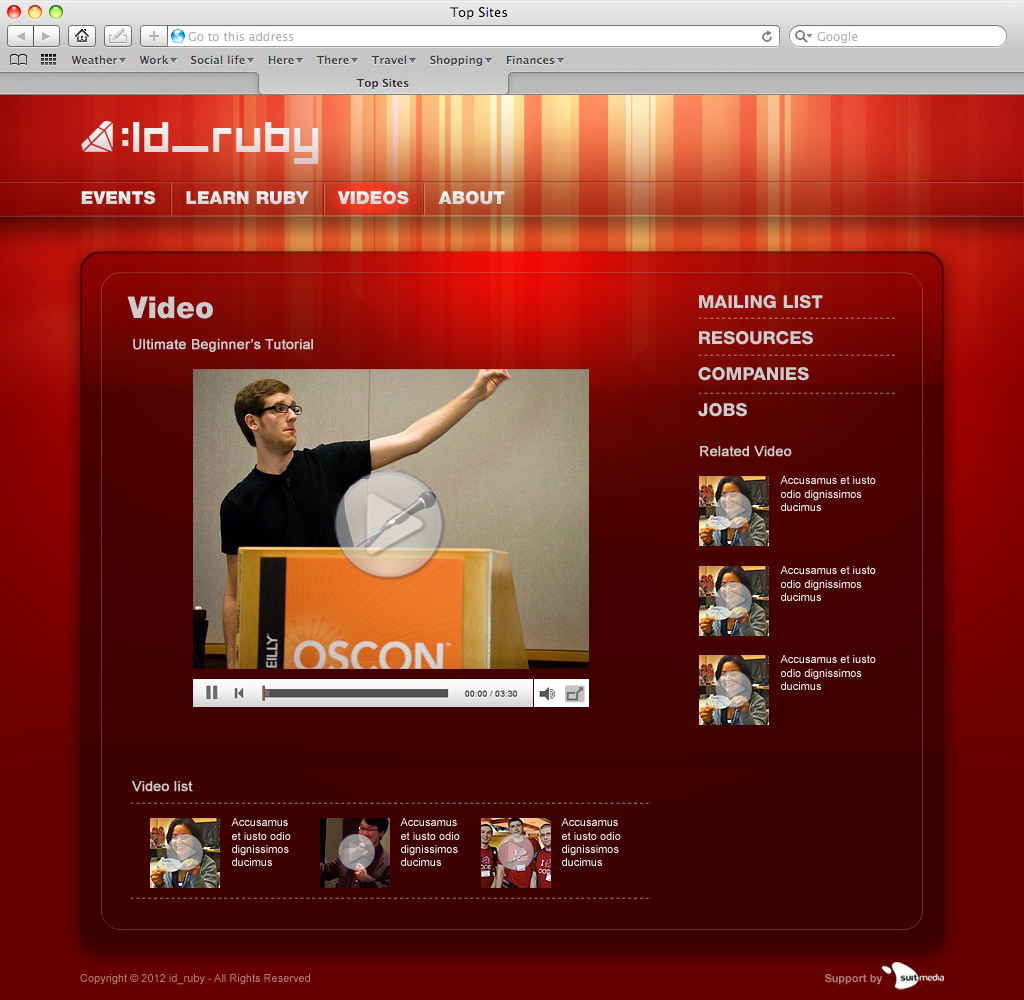 Top Sites
Go to this address
Google
Weather
Work
Social life
Here
There
Travel
Shopping
Finances
Top Sites
:Id_ruby
EVENTS
LEARN RUBY
VIDEOS
ABOUT
Video
Ultimate Beginner's Tutorial
EILLY
OSCON
00:00 / 03:30
MAILING LIST
RESOURCES
COMPANIES
JOBS
Related Video
Accusamus et iusto
odio dignissimos
ducimus
Accusamus et iusto
odio dignissimos
ducimus
Accusamus et iusto
odio dignissimos
ducimus
Video list
Accusamus
et iusto odio
dignissimos
ducimus
Accusamus
et iusto odio
dignissimos
ducimus
Accusamus
et iusto odio
dignissimos
ducimus
Copyright © 2012 id_ruby - All Rights Reserved
Support by suitmedia